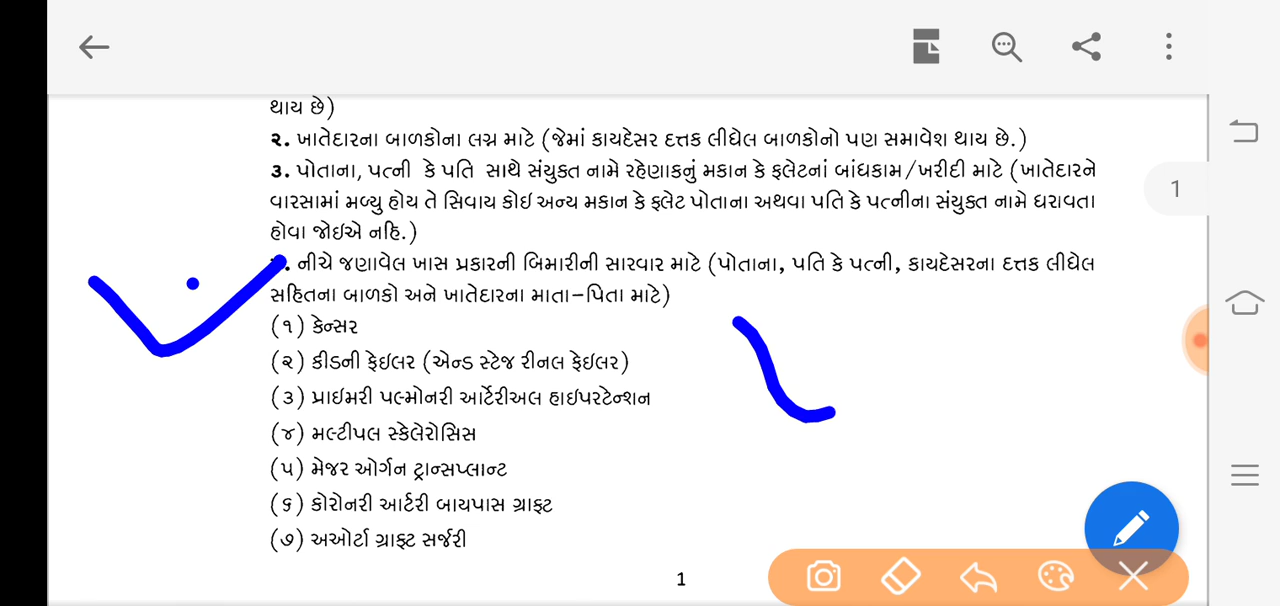 થાય છે)
૨. ખાતેદારના બાળકોના લગ્ન માટે (જેમાં કાયદેસર દત્તક લીધેલ બાળકોનો પણ સમાવેશ થાય છે.)
૩. પોતાના, પત્ની કે પતિ સાથે સંયુક્ત નામે રહેણાકનું મકાન કે ફ્લેટનાં બાંધકામ/ખરીદી માટે (ખાતેદારને
વારસામાં મળ્યુ હોય તે સિવાય કોઈ અન્ય મકાન કે ફ્લેટ પોતાના અથવા પતિ કે પત્નીના સંયુક્ત નામે ધરાવતા
હોવા જોઈએ નહિ.)
નીચે જણાવેલ ખાસ પ્રકારની બિમારીની સારવાર માટે (પોતાના, પતિ કે પત્ની, કાયદેસરના દત્તક લીધેલ
સહિતના બાળકો અને ખાતેદારના માતા-પિતા માટે)
(૧) કેન્સર
(૨) કીડની ફેઇલર (એન્ડ સ્ટેજ રીનલ ફેઇલર)
(૩) પ્રાઈમરી પલ્મોનરી આર્ટેરીઅલ હાઈપરટેન્શન
(૪) મલ્ટીપલ સ્કેલેરોસિસ
(૫) મેજર ઓર્ગન ટ્રાન્સપ્લાન્ટ
(૬) કોરોનરી આર્ટરી બાયપાસ ગ્રાફ્ટ
(૭) અઓર્ટા ગ્રાફ્ટ સર્જરી
1
1